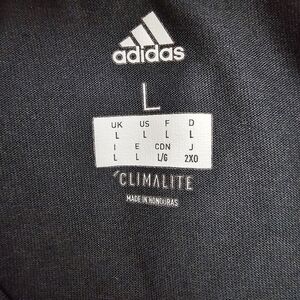 adidas
L
UK US F D
L L L L
I E CDN J
L L L/G 2XO
CLIMALITE
MADE IN HONDURAS